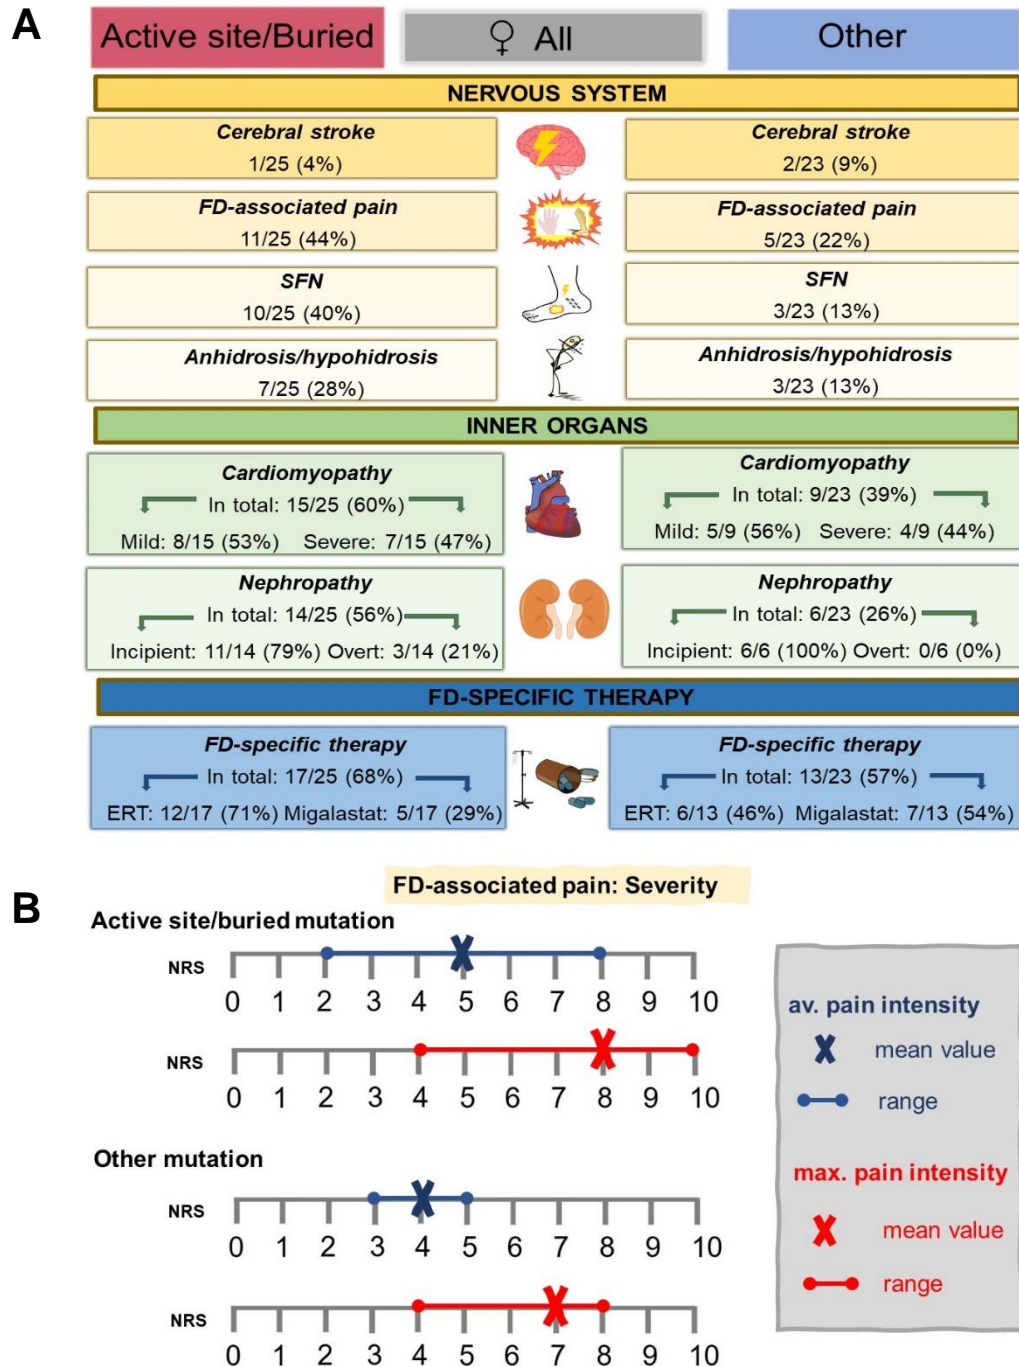 A
Active site/Buried
♀ All
Other
NERVOUS SYSTEM
Cerebral stroke
1/25 (4%)
Cerebral stroke
2/23 (9%)
FD-associated pain
11/25 (44%)
FD-associated pain
5/23 (22%)
SFN
10/25 (40%)
SFN
3/23 (13%)
Anhidrosis/hypohidrosis
7/25 (28%)
Anhidrosis/hypohidrosis
3/23 (13%)
INNER ORGANS
Cardiomyopathy
In total: 15/25 (60%)
Mild: 8/15 (53%) Severe: 7/15 (47%)
Cardiomyopathy
In total: 9/23 (39%)
Mild: 5/9 (56%) Severe: 4/9 (44%)
Nephropathy
In total: 14/25 (56%)
Incipient: 11/14 (79%) Overt: 3/14 (21%)
Nephropathy
In total: 6/23 (26%)
Incipient: 6/6 (100%) Overt: 0/6 (0%)
FD-SPECIFIC THERAPY
FD-specific therapy
In total: 17/25 (68%)
ERT: 12/17 (71%) Migalastat: 5/17 (29%)
FD-specific therapy
In total: 13/23 (57%)
ERT: 6/13 (46%) Migalastat: 7/13 (54%)
B
FD-associated pain: Severity
Active site/buried mutation
NRS
0 1 2 3 4 5 6 7 8 9 10
NRS
0 1 2 3 4 5 6 7 8 9 10
Other mutation
NRS
0 1 2 3 4 5 6 7 8 9 10
NRS
0 1 2 3 4 5 6 7 8 9 10
av. pain intensity
mean value
range
max. pain intensity
mean value
range